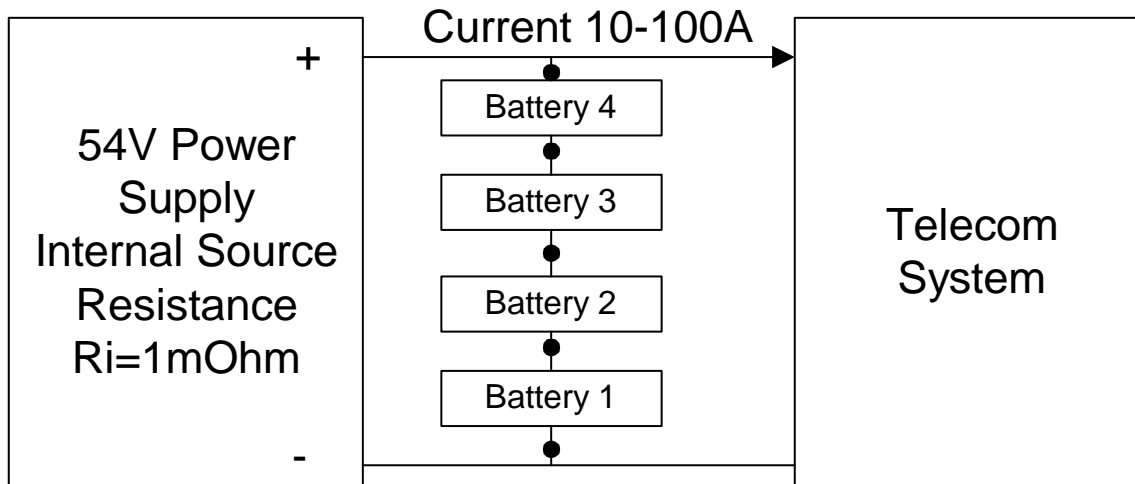 Current 10-100A
+
54V Power
Supply
Internal Source
Resistance
Ri=1mOhm
-
Battery 4
Battery 3
Battery 2
Battery 1
Telecom
System